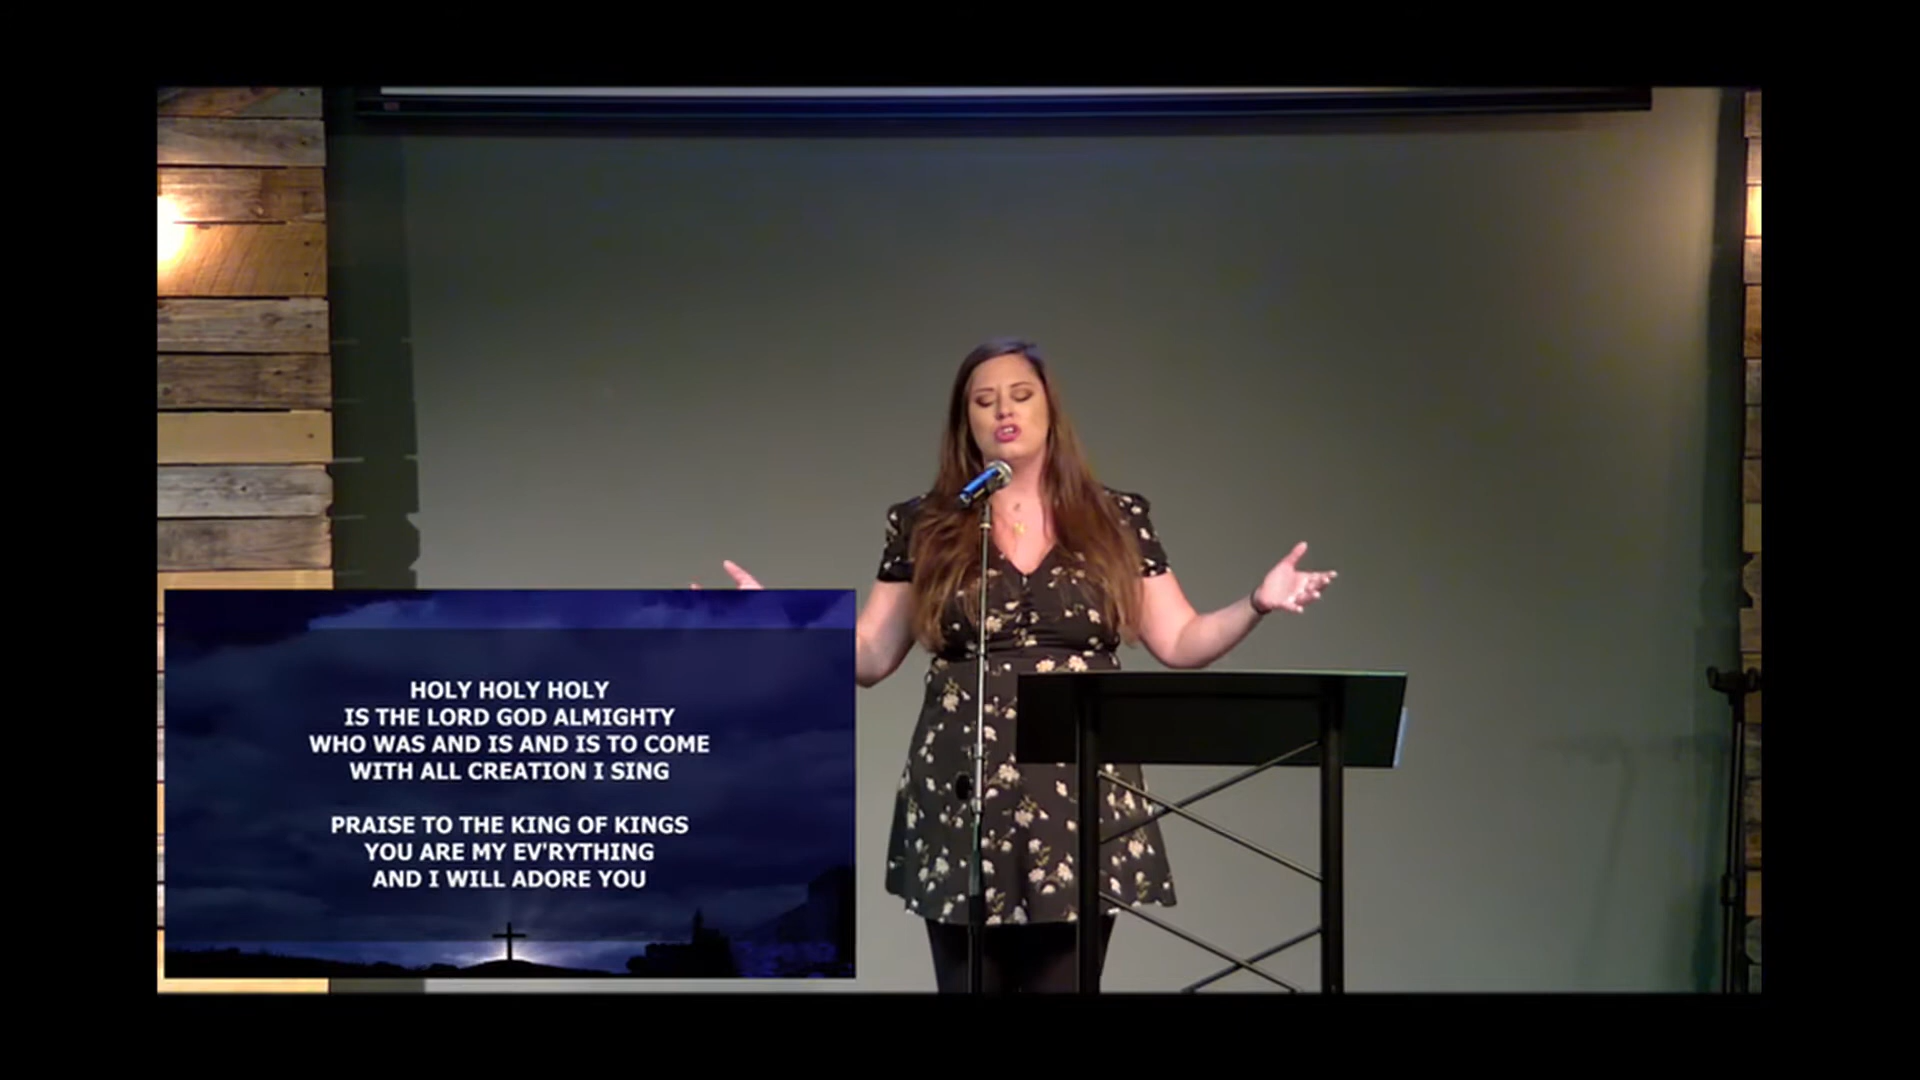 HOLY HOLY HOLY
IS THE LORD GOD ALMIGHTY
WHO WAS AND IS AND IS TO COME
WITH ALL CREATION I SING
PRAISE TO THE KING OF KINGS
YOU ARE MY EV'RYTHING
AND I WILL ADORE YOU